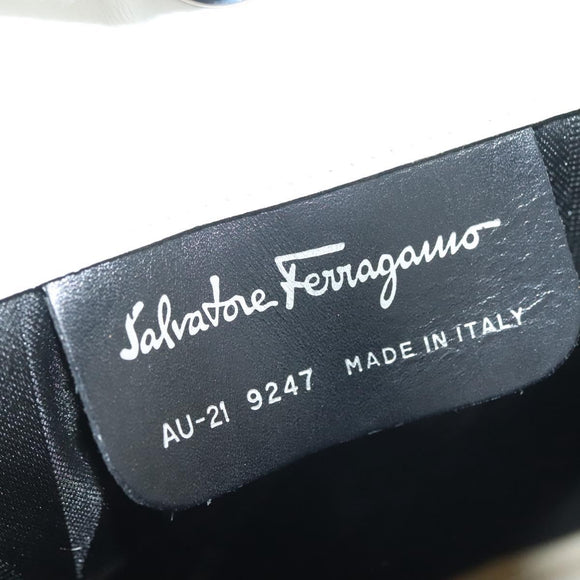 Salvatore Ferragamo
AU-21 9247 MADE IN ITALY